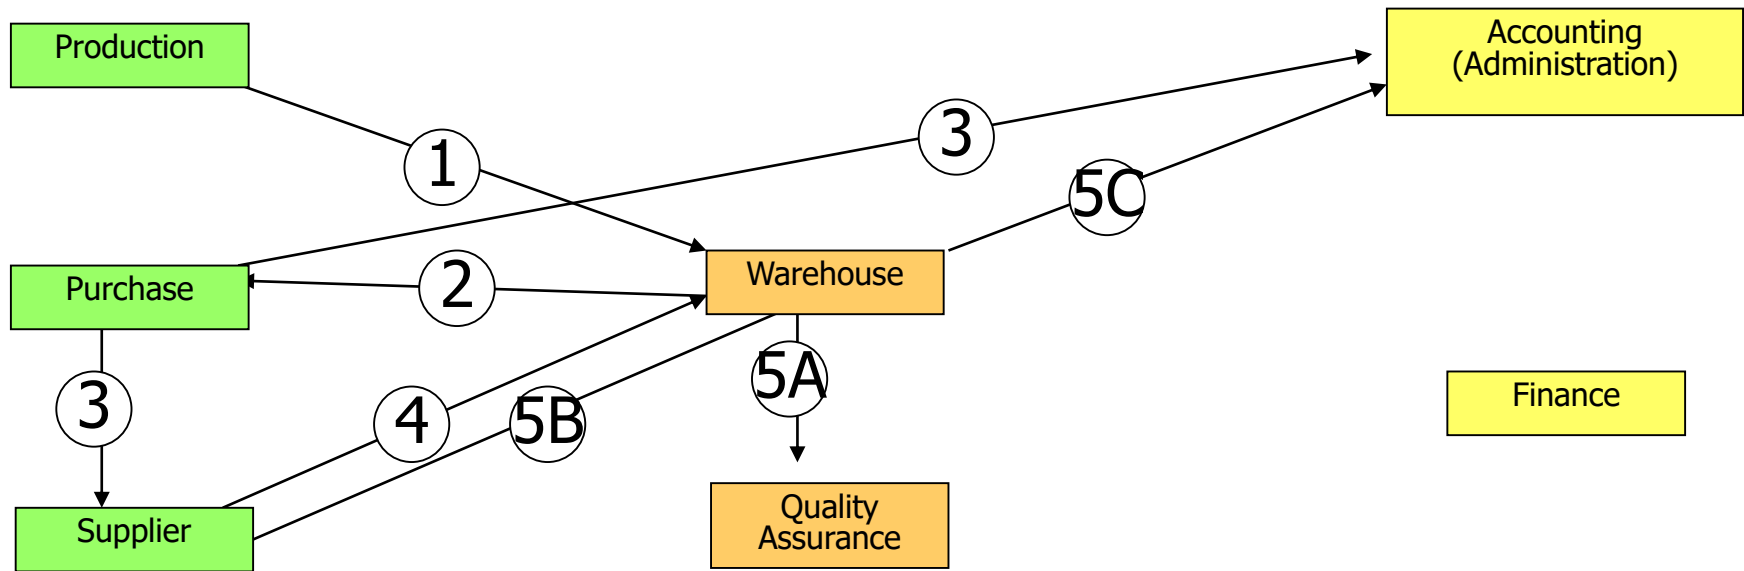 Production
Accounting
(Administration)
3
1
5C
Purchase
2
Warehouse
3
4
5B
5A
Finance
Supplier
Quality
Assurance